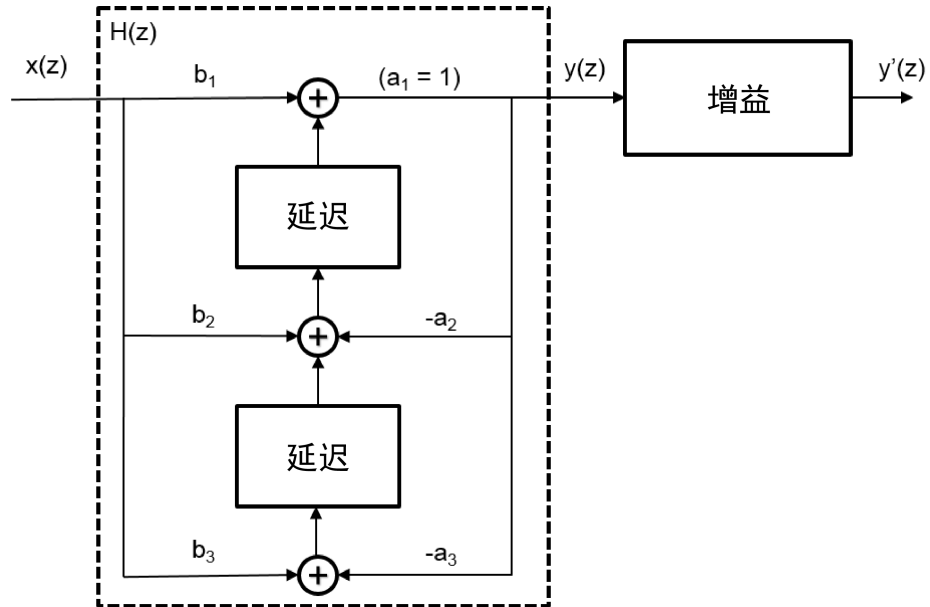 H(z)
x(z)
b₁
(a₁ = 1)
y(z)
增益
y'(z)
延迟
b₂
-a₂
延迟
b₃
-a₃